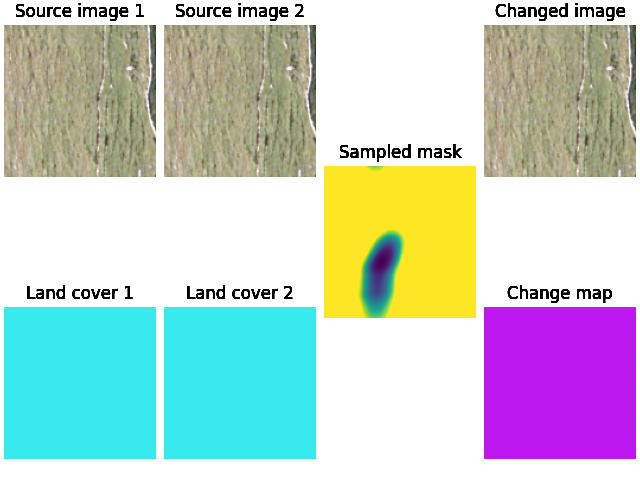 Source image 1
Source image 2
Changed image
Sampled mask
Land cover 1
Land cover 2
Change map